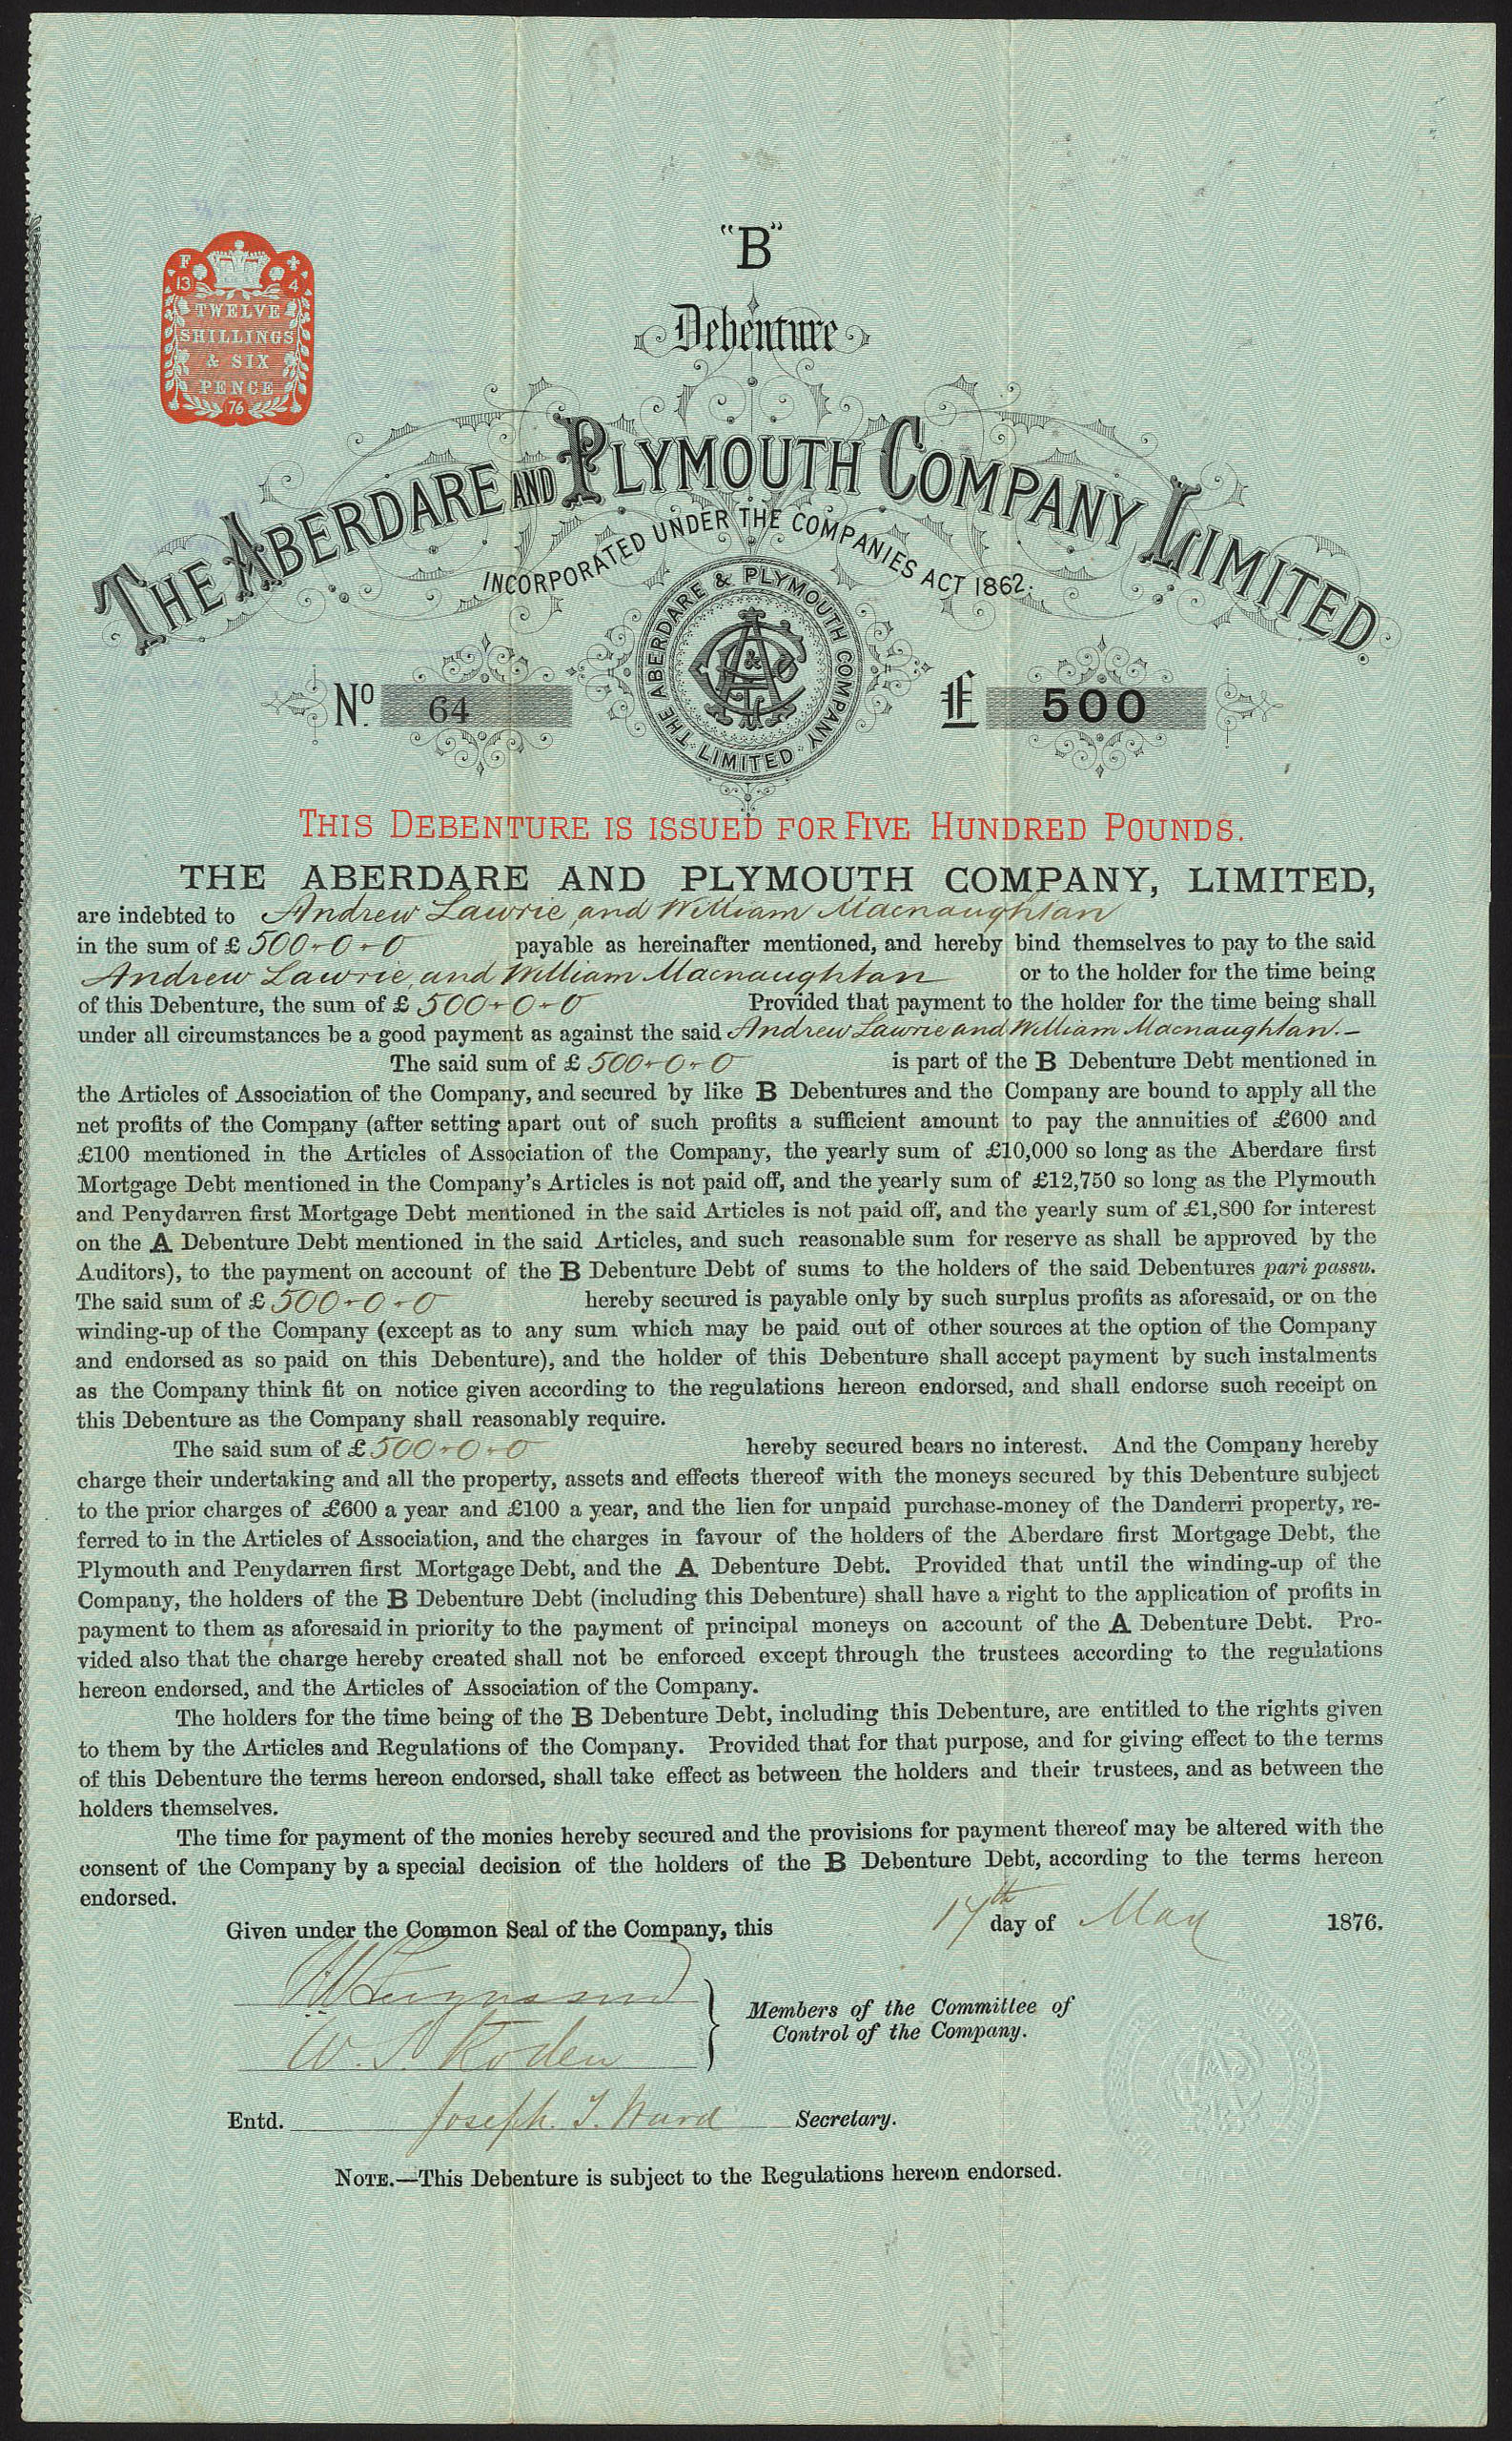 "B"
Debenture
F
13 4
TWELVE
SHILLINGS
& SIX
PENCE
76
THE ABERDARE AND PLYMOUTH COMPANY LIMITED.
INCORPORATED UNDER THE COMPANIES ACT 1862.
THE ABERDARE & PLYMOUTH COMPANY LIMITED
No. 64
£ 500
THIS DEBENTURE IS ISSUED FOR FIVE HUNDRED POUNDS.
THE ABERDARE AND PLYMOUTH COMPANY, LIMITED,
are indebted to Andrew Lawrie, and William Macnaughtan
in the sum of £ 500-0-0 payable as hereinafter mentioned, and hereby bind themselves to pay to the said
Andrew Lawrie, and William Macnaughtan or to the holder for the time being
of this Debenture, the sum of £ 500-0-0 Provided that payment to the holder for the time being shall
under all circumstances be a good payment as against the said Andrew Lawrie and William Macnaughtan.—
The said sum of £ 500-0-0 is part of the B Debenture Debt mentioned in
the Articles of Association of the Company, and secured by like B Debentures and the Company are bound to apply all the
net profits of the Company (after setting apart out of such profits a sufficient amount to pay the annuities of £600 and
£100 mentioned in the Articles of Association of the Company, the yearly sum of £10,000 so long as the Aberdare first
Mortgage Debt mentioned in the Company's Articles is not paid off, and the yearly sum of £12,750 so long as the Plymouth
and Penydarren first Mortgage Debt mentioned in the said Articles is not paid off, and the yearly sum of £1,800 for interest
on the A Debenture Debt mentioned in the said Articles, and such reasonable sum for reserve as shall be approved by the
Auditors), to the payment on account of the B Debenture Debt of sums to the holders of the said Debentures pari passu.
The said sum of £ 500-0-0 hereby secured is payable only by such surplus profits as aforesaid, or on the
winding-up of the Company (except as to any sum which may be paid out of other sources at the option of the Company
and endorsed as so paid on this Debenture), and the holder of this Debenture shall accept payment by such instalments
as the Company think fit on notice given according to the regulations hereon endorsed, and shall endorse such receipt on
this Debenture as the Company shall reasonably require.
The said sum of £ 500-0-0 hereby secured bears no interest. And the Company hereby
charge their undertaking and all the property, assets and effects thereof with the moneys secured by this Debenture subject
to the prior charges of £600 a year and £100 a year, and the lien for unpaid purchase-money of the Danderri property, re-
ferred to in the Articles of Association, and the charges in favour of the holders of the Aberdare first Mortgage Debt, the
Plymouth and Penydarren first Mortgage Debt, and the A Debenture Debt. Provided that until the winding-up of the
Company, the holders of the B Debenture Debt (including this Debenture) shall have a right to the application of profits in
payment to them as aforesaid in priority to the payment of principal moneys on account of the A Debenture Debt. Pro-
vided also that the charge hereby created shall not be enforced except through the trustees according to the regulations
hereon endorsed, and the Articles of Association of the Company.
The holders for the time being of the B Debenture Debt, including this Debenture, are entitled to the rights given
to them by the Articles and Regulations of the Company. Provided that for that purpose, and for giving effect to the terms
of this Debenture the terms hereon endorsed, shall take effect as between the holders and their trustees, and as between the
holders themselves.
The time for payment of the monies hereby secured and the provisions for payment thereof may be altered with the
consent of the Company by a special decision of the holders of the B Debenture Debt, according to the terms hereon
endorsed.
Given under the Common Seal of the Company, this 17th day of May 1876.
W. S. Roden
Members of the Committee of
Control of the Company.
Entd. Joseph T. Ward Secretary.
NOTE.—This Debenture is subject to the Regulations hereon endorsed.